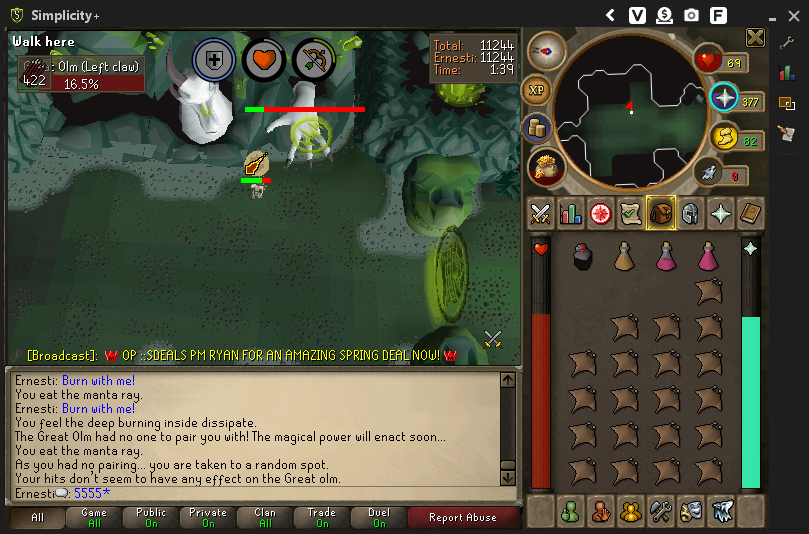 Simplicity+
Walk here
Olm (Left claw)
422
16.5%
Total: 11244
Ernesti: 11244
Time: 1:39
69
XP
377
82
0
[Broadcast]: OP ::SDEALS PM RYAN FOR AN AMAZING SPRING DEAL NOW!
Ernesti: Burn with me!
You eat the manta ray.
Ernesti: Burn with me!
You feel the deep burning inside dissipate.
The Great Olm had no one to pair you with! The magical power will enact soon...
You eat the manta ray.
As you had no pairing... you are taken to a random spot.
Your hits don't seem to have any effect on the Great olm.
Ernesti: 5555*
All
Game
All
Public
On
Private
On
Clan
All
Trade
On
Duel
On
Report Abuse